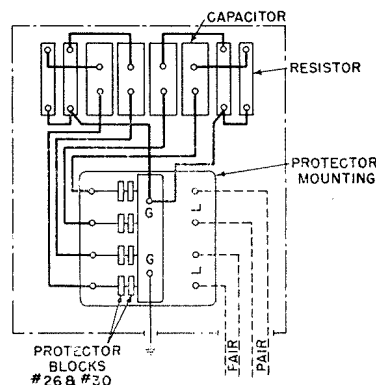 CAPACITOR
RESISTOR
PROTECTOR
MOUNTING
G
L
G
L
PAIR
PAIR
PROTECTOR
BLOCKS
#26& #30